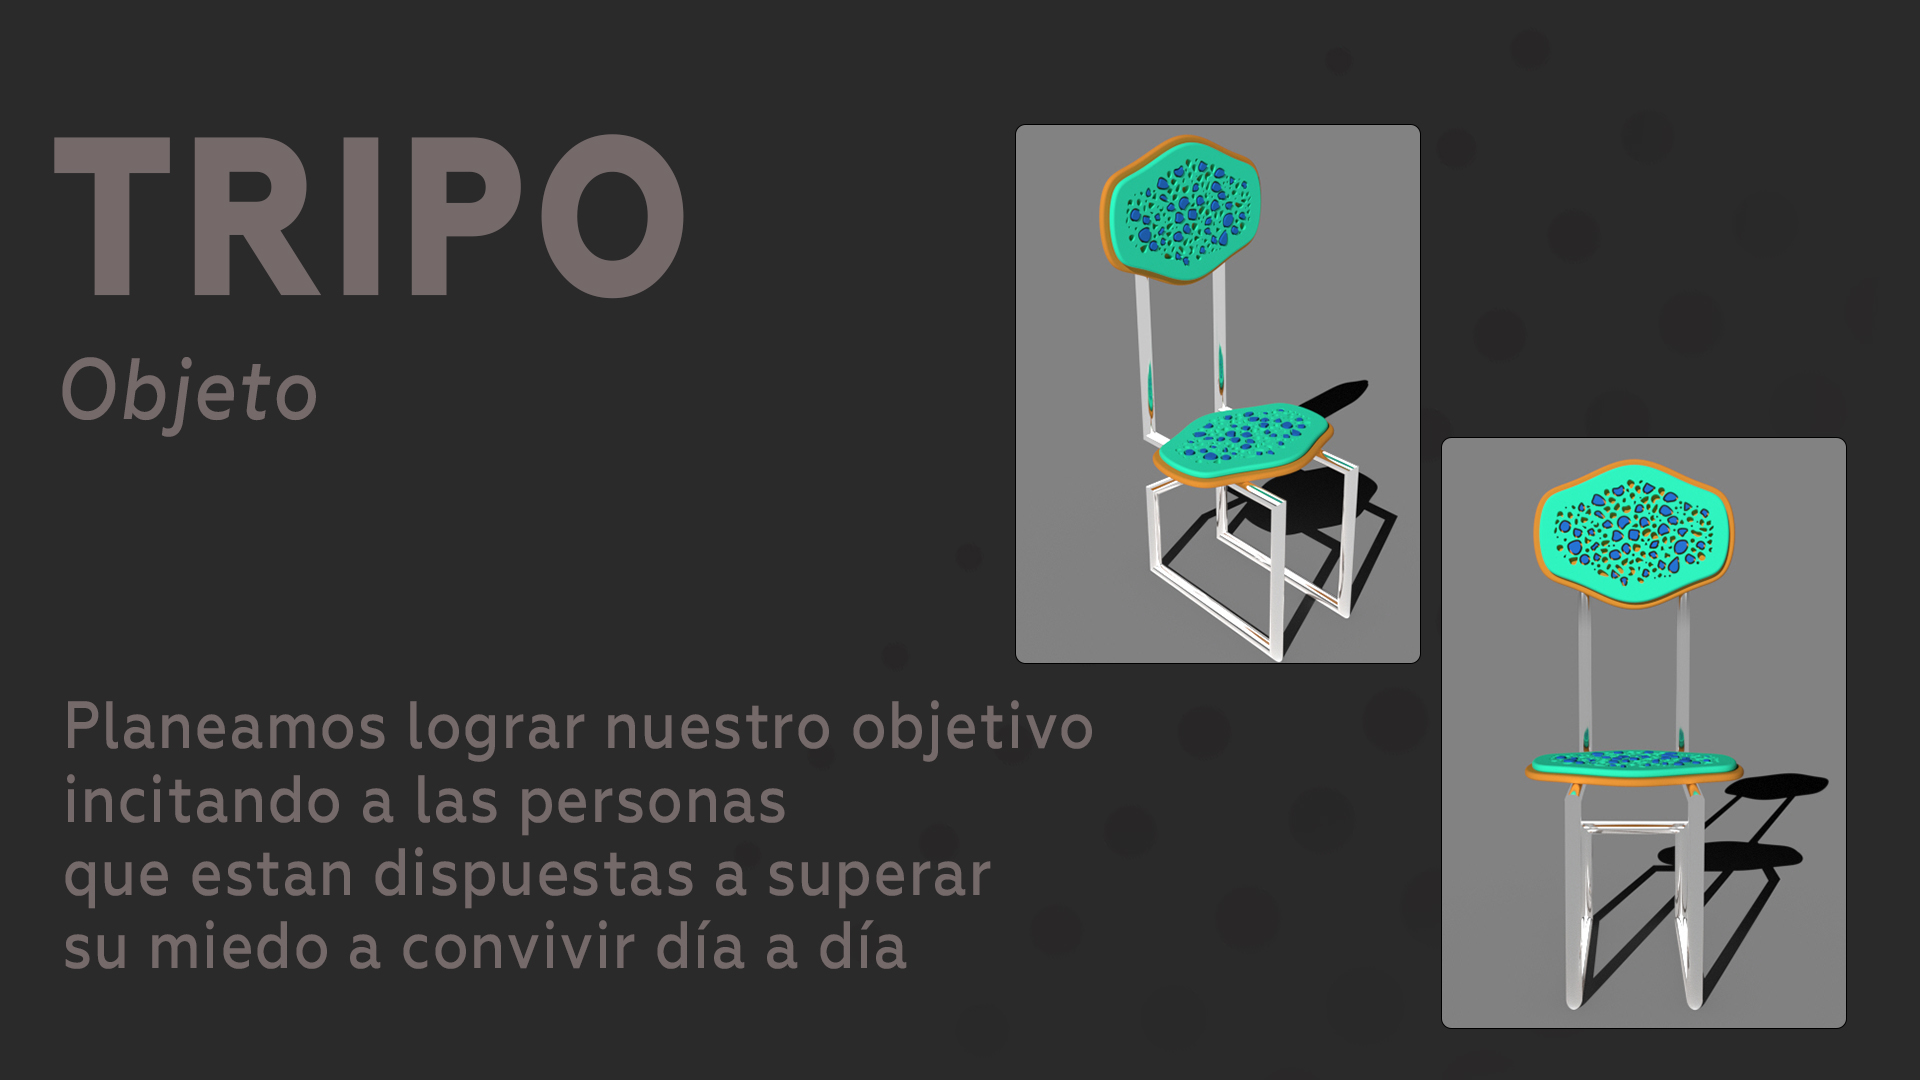 TRIPO
Objeto
Planeamos lograr nuestro objetivo
incitando a las personas
que estan dispuestas a superar
su miedo a convivir día a día